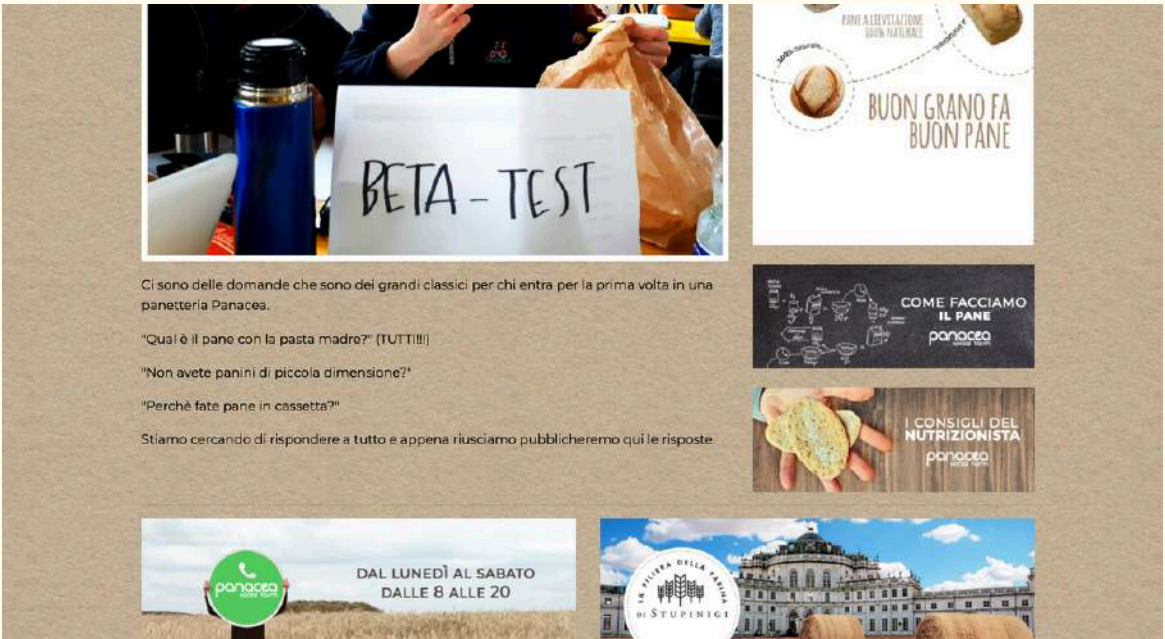 BETA-TEST
Ci sono delle domande che sono dei grandi classici per chi entra per la prima volta in una
panetteria Panacea.
"Qual è il pane con la pasta madre?" (TUTTI!!!)
"Non avete panini di piccola dimensione?"
"Perchè fate pane in cassetta?"
Stiamo cercando di rispondere a tutto e appena riusciamo pubblicheremo qui le risposte.
PANE A LIEVITAZIONE
100% NATURALE
BUON GRANO FA
BUON PANE
COME FACCIAMO
IL PANE
panacea
social farm
I CONSIGLI DEL
NUTRIZIONISTA
panacea
social farm
panacea
social farm
DAL LUNEDÌ AL SABATO
DALLE 8 ALLE 20
LA FILIERA DELLA FARINA
DI STUPINIGI